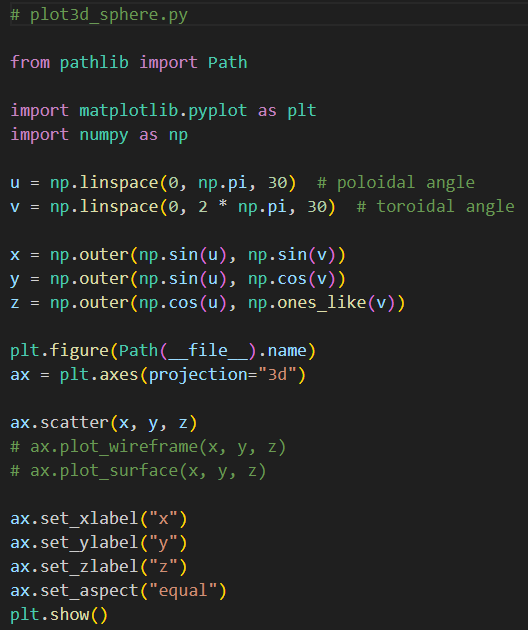 # plot3d_sphere.py
from pathlib import Path
import matplotlib.pyplot as plt
import numpy as np
u = np.linspace(0, np.pi, 30)  # poloidal angle
v = np.linspace(0, 2 * np.pi, 30)  # toroidal angle
x = np.outer(np.sin(u), np.sin(v))
y = np.outer(np.sin(u), np.cos(v))
z = np.outer(np.cos(u), np.ones_like(v))
plt.figure(Path(__file__).name)
ax = plt.axes(projection="3d")
ax.scatter(x, y, z)
# ax.plot_wireframe(x, y, z)
# ax.plot_surface(x, y, z)
ax.set_xlabel("x")
ax.set_ylabel("y")
ax.set_zlabel("z")
ax.set_aspect("equal")
plt.show()